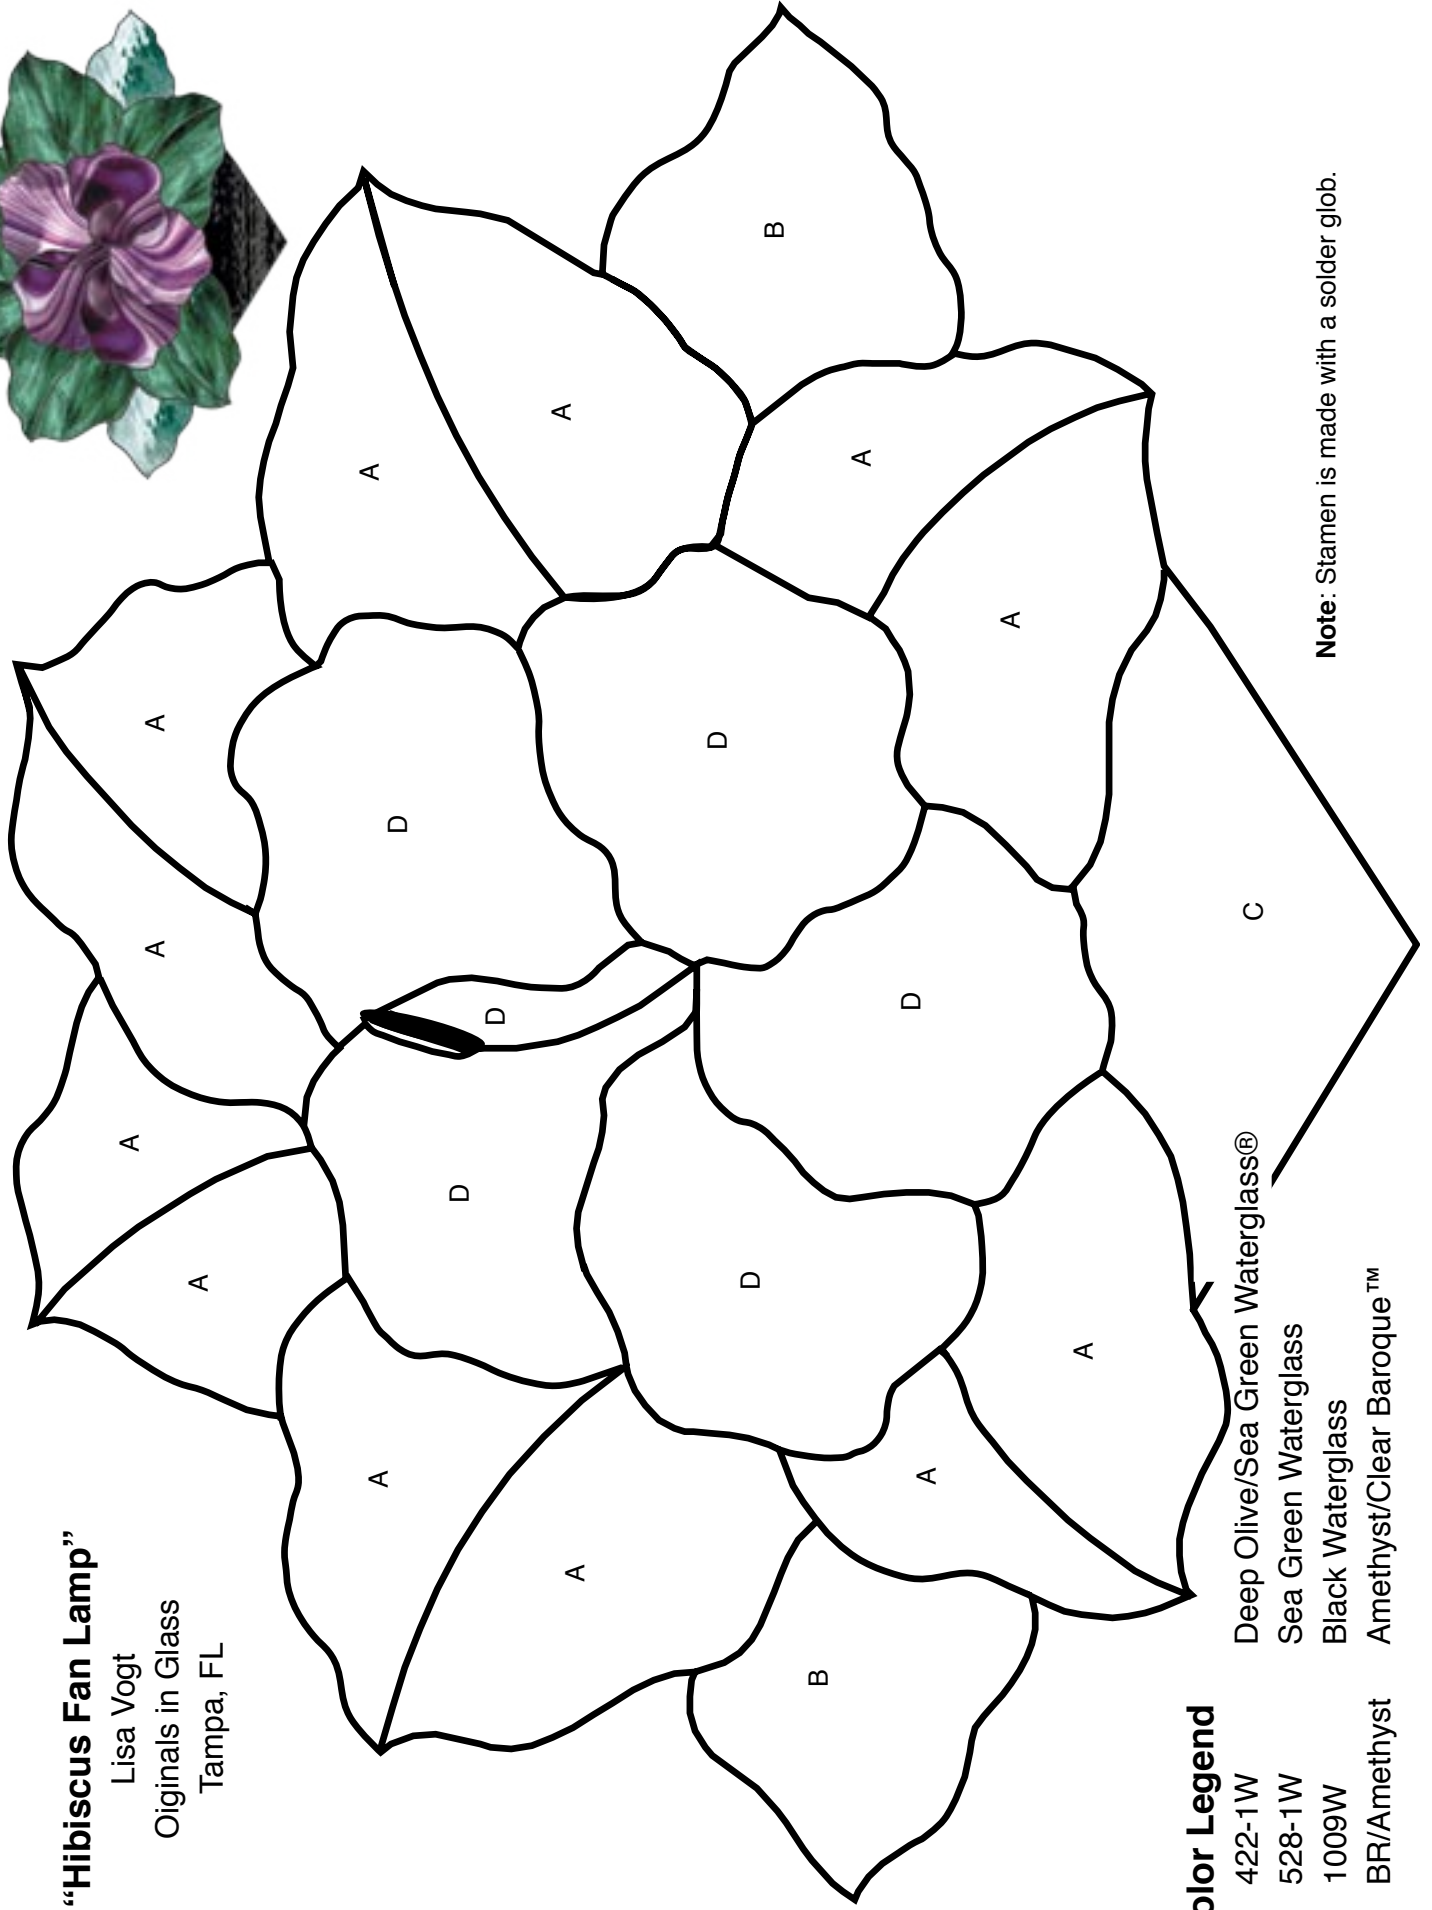 “Hibiscus Fan Lamp”
Lisa Vogt
Oiginals in Glass
Tampa, FL
A
A
A
A
A
A
A
A
A
A
A
A
B
B
C
D
D
D
D
D
D
Note: Stamen is made with a solder glob.
olor Legend
422-1W Deep Olive/Sea Green Waterglass®
528-1W Sea Green Waterglass
1009W Black Waterglass
BR/Amethyst Amethyst/Clear Baroque™